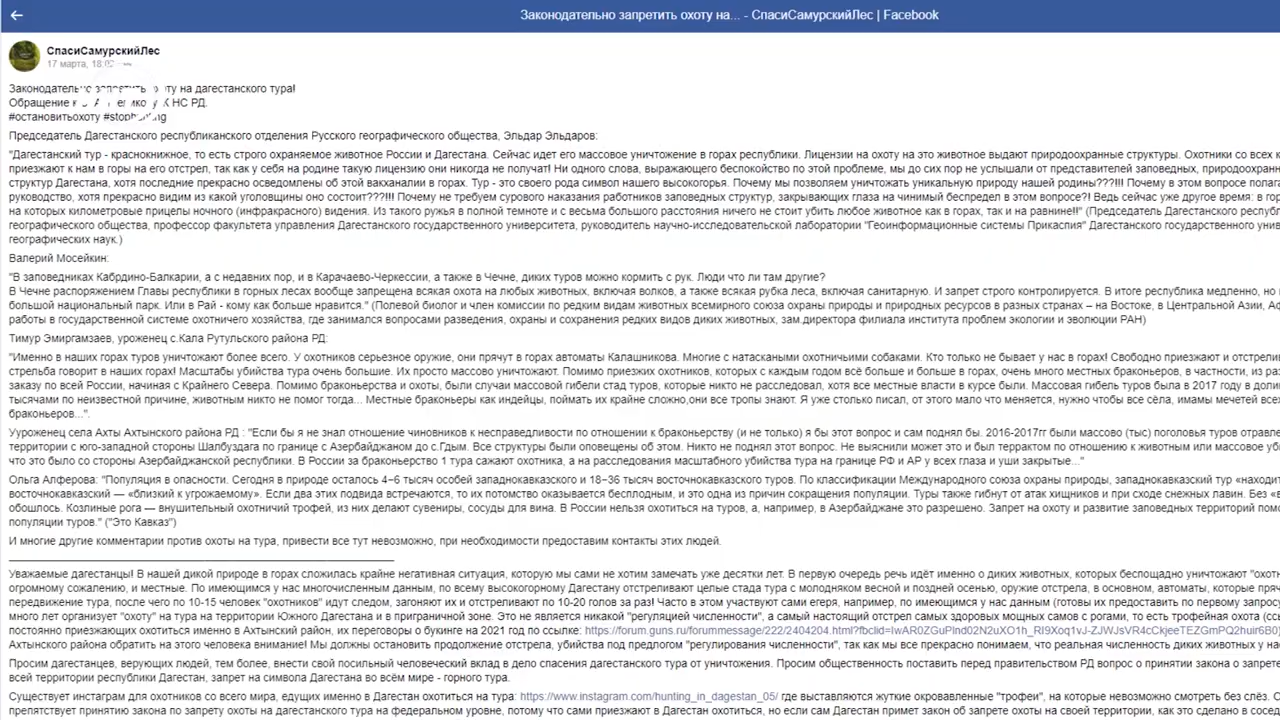 Законодательно запретить охоту на... - СпасиСамурскийЛес | Facebook
СпасиСамурскийЛес
17 марта,
Законодательно запретить охоту на дагестанского тура!
Обращение НС РД.
#остановитьохоту #stophunting
Председатель Дагестанского республиканского отделения Русского географического общества, Эльдар Эльдаров:
"Дагестанский тур - краснокнижное, то есть строго охраняемое животное России и Дагестана. Сейчас идет его массовое уничтожение в горах республики. Лицензии на охоту на это животное выдают природоохранные структуры. Охотники со всех
приезжают к нам в горы на его отстрел, так как у себя на родине такую лицензию они никогда не получат! Ни одного слова, выражающего беспокойство по этой проблеме, мы до сих пор не услышали от представителей заповедных,
структур Дагестана, хотя последние прекрасно осведомлены об этой вакханалии в горах. Тур - это своего рода символ нашего высокогорья. Почему мы позволяем уничтожать уникальную природу нашей родины???!!! Почему в этом вопросе
руководство, хотя прекрасно видим из какой уголовщины оно состоит???!!! Почему не требуем сурового наказания работников заповедных структур, закрывающих глаза на чинимый беспредел в этом вопросе?! Ведь сейчас уже другое время: в
на которых километровые прицелы ночного (инфракрасного) видения. Из такого ружья в полной темноте и с весьма большого расстояния ничего не стоит убить любое животное как в горах, так и на равнине!!" (Председатель Дагестанского
географического общества, профессор факультета управления Дагестанского государственного университета, руководитель научно-исследовательской лаборатории "Геоинформационные системы Прикаспия" Дагестанского государственного
географических наук.)
Валерий Мосейкин:
"В заповедниках Кабрдино-Балкарии, а с недавних пор, и в Карачаево-Черкессии, а также в Чечне, диких туров можно кормить с рук. Люди что ли там другие?
В Чечне распоряжением Главы республики в горных лесах вообще запрещена всякая охота на любых животных, включая волков, а также всякая рубка леса, включая санитарную. И запрет строго контролируется. В итоге республика медленно, но
большой национальный парк. Или в Рай - кому как больше нравится." (Полевой биолог и член комиссии по редким видам животных всемирного союза охраны природы и природных ресурсов в разных странах – на Востоке, в Центральной Азии,
работы в государственной системе охотничего хозяйства, где занимался вопросами разведения, охраны и сохранения редких видов диких животных, зам.директора филиала института проблем экологии и эволюции РАН)
Тимур Эмиргамзаев, уроженец с.Кала Рутульского района РД:
"Именно в наших горах туров уничтожают более всего. У охотников серьезное оружие, они прячут в горах автоматы Калашникова. Многие с натаскаными охотничьими собаками. Кто только не бывает у нас в горах! Свободно приезжают и
стрельба говорит в наших горах! Масштабы убийства тура очень большие. Их просто массово уничтожают. Помимо приезжих охотников, которых с каждым годом всё больше и больше в горах, очень много местных браконьеров, в частности, из
заказу по всей России, начиная с Крайнего Севера. Помимо браконьерства и охоты, были случаи массовой гибели стад туров, которые никто не расследовал, хотя все местные власти в курсе были. Массовая гибель туров была в 2017 году в
тысячами по неизвестной причине, животным никто не помог тогда... Местные браконьеры как индейцы, поймать их крайне сложно,они все тропы знают. Я уже столько писал, от этого мало что меняется, нужно чтобы все сёла, имамы мечетей
браконьеров...".
Ууроженец села Ахты Ахтынского района РД : "Если бы я не знал отношение чиновников к несправедливости по отношению к браконьерству (и не только) я бы этот вопрос и сам поднял бы. 2016-2017гг были массово (тыс) поголовья туров
территории с юго-западной стороны Шалбуздага по границе с Азербайджаном до с.Гдым. Все структуры были оповещены об этом. Никто не поднял этот вопрос. Не выяснили может это и был террактом по отношению к животным или массовое
что это было со стороны Азербайджанской республики. В России за браконьерство 1 тура сажают охотника, а на расследования масштабного убийства тура на границе РФ и АР у всех глаза и уши закрытые..."
Ольга Алферова: "Популяция в опасности. Сегодня в природе осталось 4–6 тысяч особей западнокавказского и 18–36 тысяч восточнокавказского туров. По классификации Международного союза охраны природы, западнокавказский тур
восточнокавказский — «близкий к угрожаемому». Если два этих подвида встречаются, то их потомство оказывается бесплодным, и это одна из причин сокращения популяции. Туры также гибнут от атак хищников и при сходе снежных лавин. Без
обошлось. Козлиные рога — внушительный охотничий трофей, из них делают сувениры, сосуды для вина. В России нельзя охотиться на туров, а, например, в Азербайджане это разрешено. Запрет на охоту и развитие заповедных территорий
популяции туров." ("Это Кавказ")
И многие другие комментарии против охоты на тура, привести все тут невозможно, при необходимости предоставим контакты этих людей.
Уважаемые дагестанцы! В нашей дикой природе в горах сложилась крайне негативная ситуация, которую мы сами не хотим замечать уже десятки лет. В первую очередь речь идёт именно о диких животных, которых беспощадно уничтожают
огромному сожалению, и местные. По имеющимся у нас многочисленным данным, по всему высокогорному Дагестану отстреливают целые стада тура с молодняком весной и поздней осенью, оружие отстрела, в основном, автоматы, которые
передвижение тура, после чего по 10-15 человек "охотников" идут следом, загоняют их и отстреливают по 10-20 голов за раз! Часто в этом участвуют сами егеря, например, по имеющимся у нас данным (готовы их предоставить по первому
много лет организует "охоту" на тура на территории Южного Дагестана и в приграничной зоне. Это не является никакой "регуляцией численности", а самый настоящий отстрел самых здоровых мощных самов с рогами, то есть трофейная охота
постоянно приезжающих охотиться именно в Ахтынский район, их переговоры о букинге на 2021 год по ссылке: https://forum.guns.ru/forummessage/222/2404204.html?fbclid=
Ахтынского района обратить на этого человека внимание! Мы должны остановить продолжение отстрела, убийства под предлогом "регулирования численности", так как мы все прекрасно понимаем, что реальная численность диких животных у
Просим дагестанцев, верующих людей, тем более, внести свой посильный человеческий вклад в дело спасения дагестанского тура от уничтожения. Просим общественность поставить перед правительством РД вопрос о принятии закона о
всей территории республики Дагестан, запрет на символа Дагестана во всём мире - горного тура.
Существует инстаграм для охотников со всего мира, едущих именно в Дагестан охотиться на тура: https://www.instagram.com/hunting_in_dagestan_05/ где выставляются жуткие окровавленные "трофеи", на которые невозможно смотреть без слёз.
препятствует принятию закона по запрету охоты на дагестанского тура на федеральном уровне, потому что сами приезжают в Дагестан охотиться, но если сам Дагестан примет закон об запрете охоты на своей территории, как это сделано в